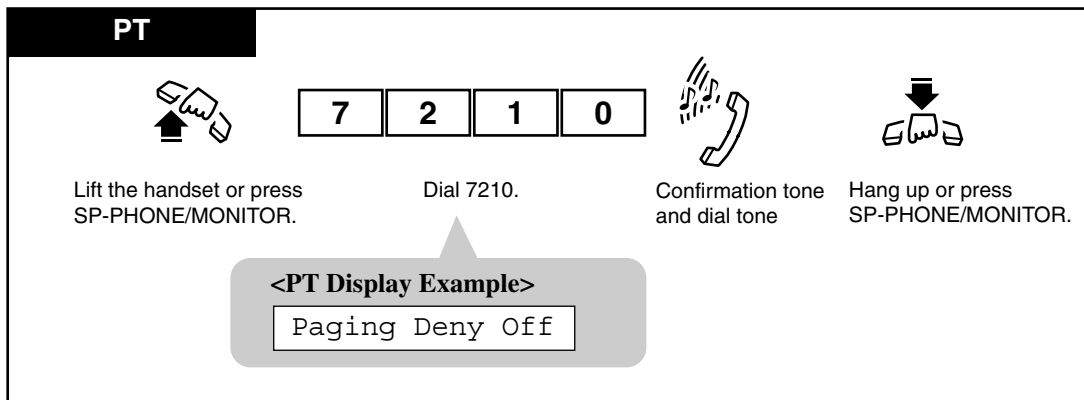 PT
7 2 1 0
Lift the handset or press
SP-PHONE/MONITOR.
Dial 7210.
Confirmation tone
and dial tone
Hang up or press
SP-PHONE/MONITOR.
<PT Display Example>
Paging Deny Off